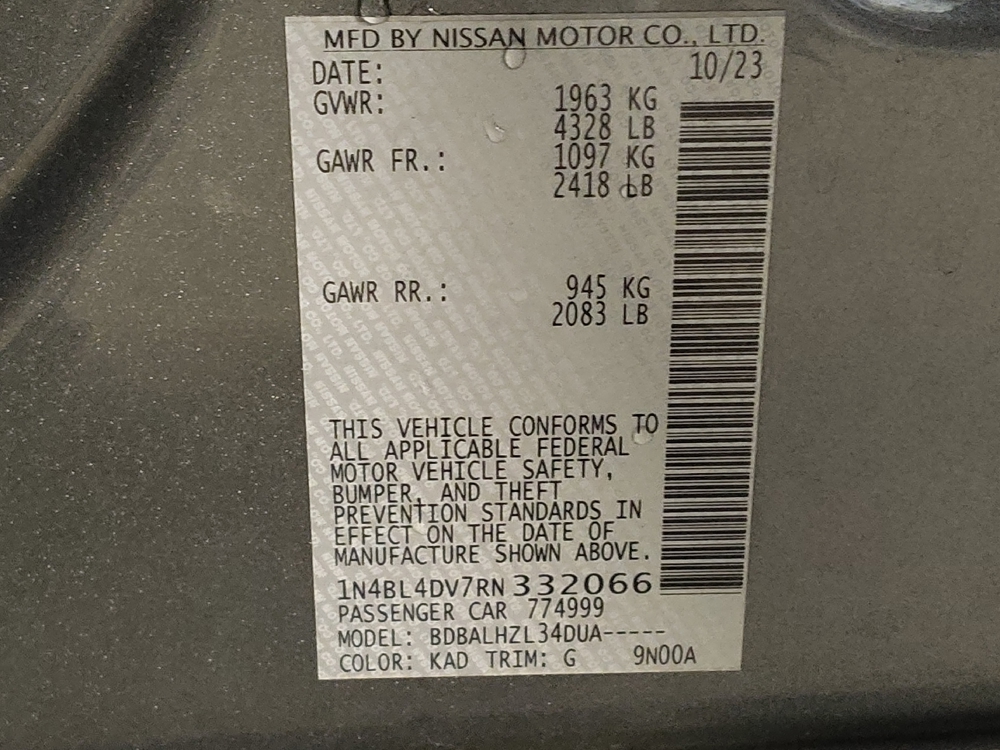 MFD BY NISSAN MOTOR CO., LTD.
DATE: 10/23
GVWR: 1963 KG
4328 LB
GAWR FR.: 1097 KG
2418 LB
GAWR RR.: 945 KG
2083 LB
THIS VEHICLE CONFORMS TO
ALL APPLICABLE FEDERAL
MOTOR VEHICLE SAFETY,
BUMPER, AND THEFT
PREVENTION STANDARDS IN
EFFECT ON THE DATE OF
MANUFACTURE SHOWN ABOVE.
1N4BL4DV7RN332066
PASSENGER CAR 774999
MODEL: BDBALHZL34DUA-----
COLOR: KAD TRIM: G 9N00A